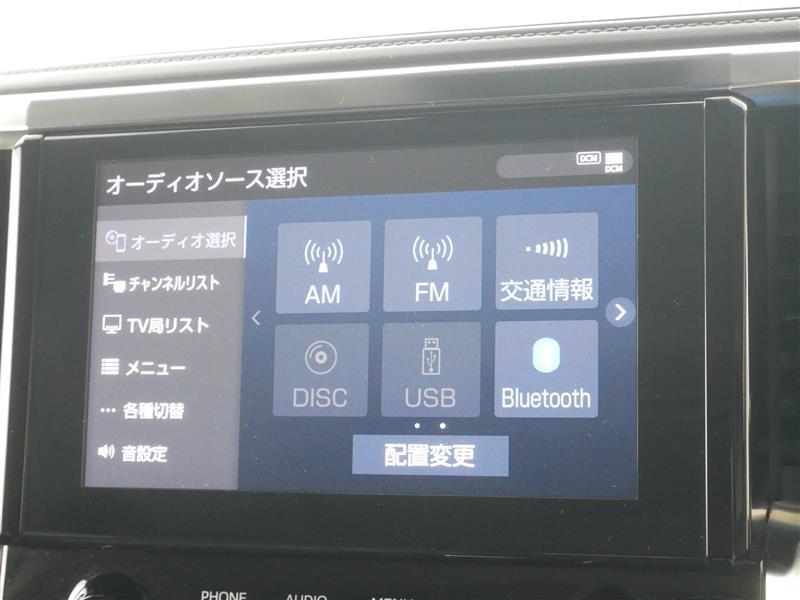 オーディオソース選択
DCM
DCM
オーディオ選択
チャンネルリスト
TV局リスト
メニュー
各種切替
音設定
AM
FM
交通情報
DISC
USB
Bluetooth
配置変更
PHONE
AUDIO
MENU